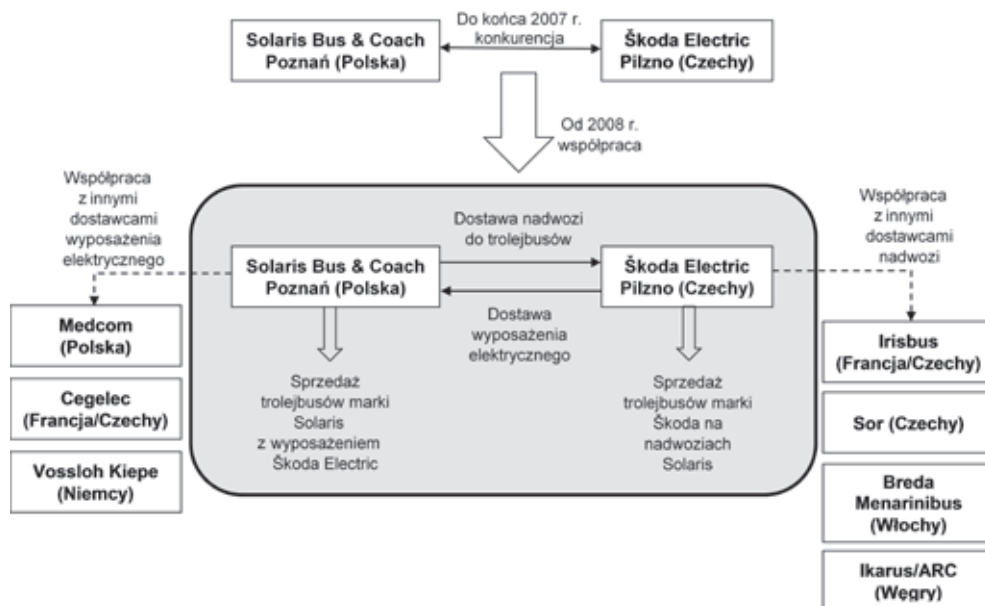 Solaris Bus & Coach
Poznań (Polska)
Do końca 2007 r.
konkurencja
Škoda Electric
Pilzno (Czechy)
Od 2008 r.
współpraca
Współpraca
z innymi
dostawcami
wyposażenia
elektrycznego
Współpraca
z innymi
dostawcami
nadwozi
Dostawa nadwozi
do trolejbusów
Solaris Bus & Coach
Poznań (Polska)
Škoda Electric
Pilzno (Czechy)
Dostawa
wyposażenia
elektrycznego
Sprzedaż
trolejbusów marki
Solaris
z wyposażeniem
Škoda Electric
Sprzedaż
trolejbusów marki
Škoda na
nadwoziach
Solaris
Medcom
(Polska)
Cegelec
(Francja/Czechy)
Vossloh Kiepe
(Niemcy)
Irisbus
(Francja/Czechy)
Sor (Czechy)
Breda
Menarinibus
(Włochy)
Ikarus/ARC
(Węgry)